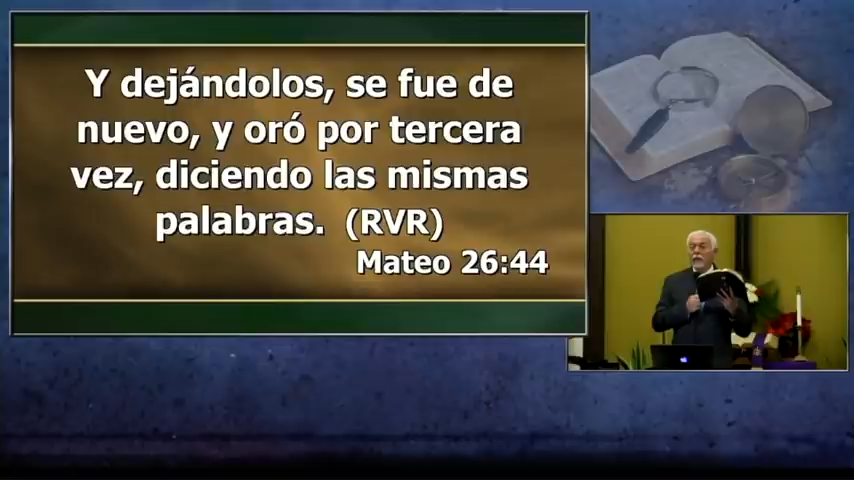 Y dejándolos, se fue de
nuevo, y oró por tercera
vez, diciendo las mismas
palabras. (RVR)
Mateo 26:44